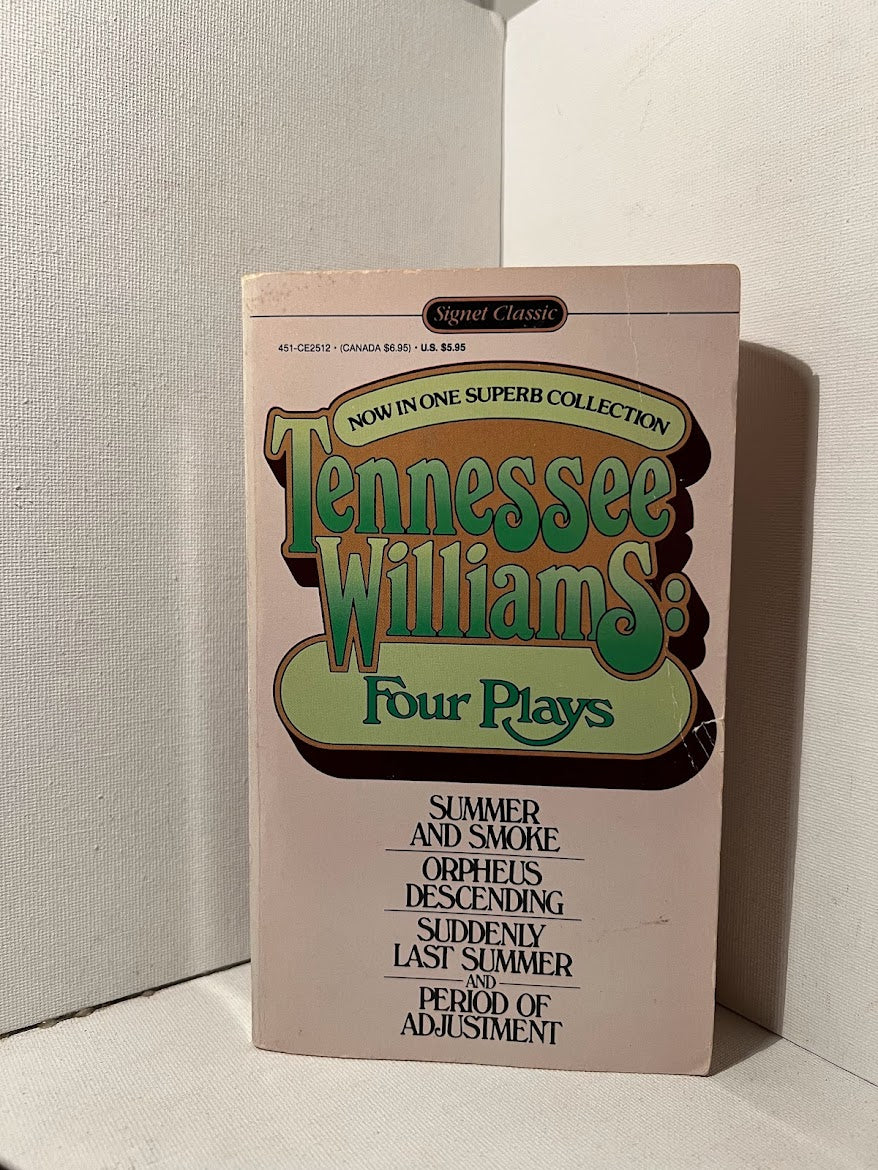 Signet Classic
451-CE2512 • (CANADA $6.95) • U.S. $5.95
NOW IN ONE SUPERB COLLECTION
Tennessee
Williams:
Four Plays
SUMMER
AND SMOKE
ORPHEUS
DESCENDING
SUDDENLY
LAST SUMMER
AND
PERIOD OF
ADJUSTMENT